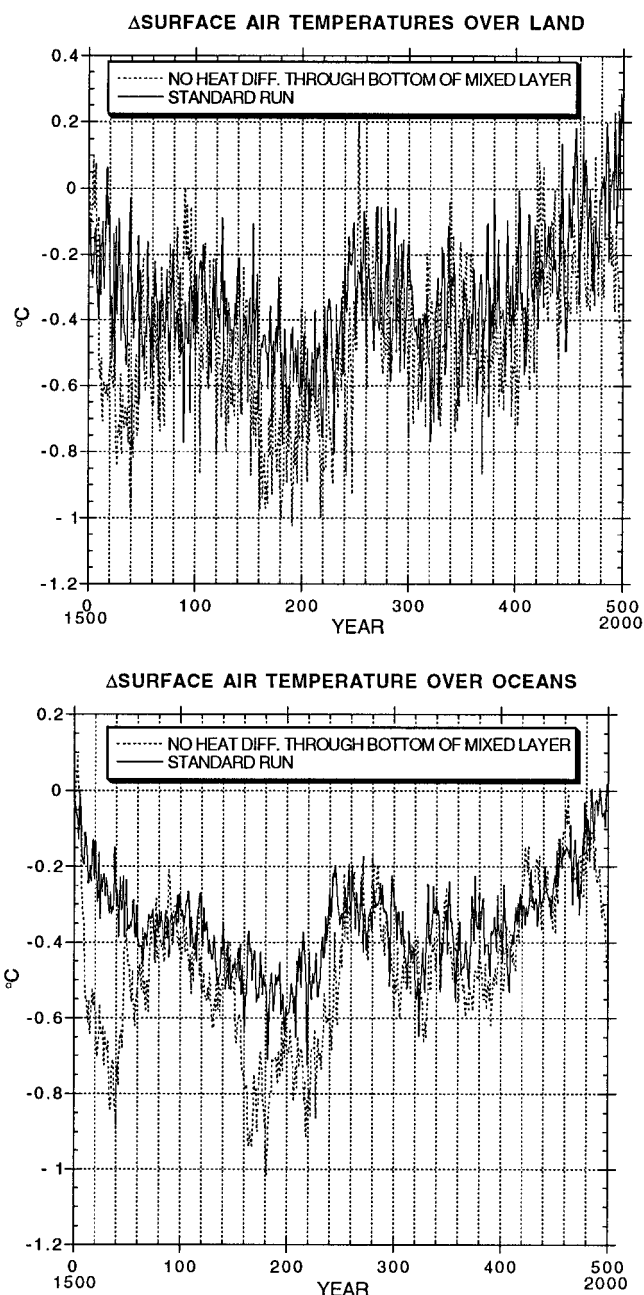 ΔSURFACE AIR TEMPERATURES OVER LAND
0.4
NO HEAT DIFF. THROUGH BOTTOM OF MIXED LAYER
STANDARD RUN
0.2
0
-0.2
°C
-0.4
-0.6
-0.8
- 1
-1.2
0 100 200 300 400 500
1500 YEAR 2000
ΔSURFACE AIR TEMPERATURE OVER OCEANS
0.2
NO HEAT DIFF. THROUGH BOTTOM OF MIXED LAYER
STANDARD RUN
0
-0.2
-0.4
°C
-0.6
-0.8
- 1
-1.2
0 100 200 300 400 500
1500 YEAR 2000